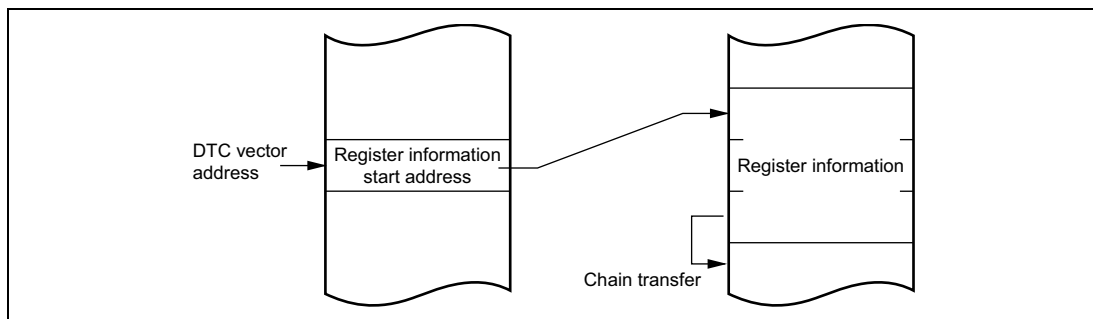 DTC vector
address
Register information
start address
Register information
Chain transfer